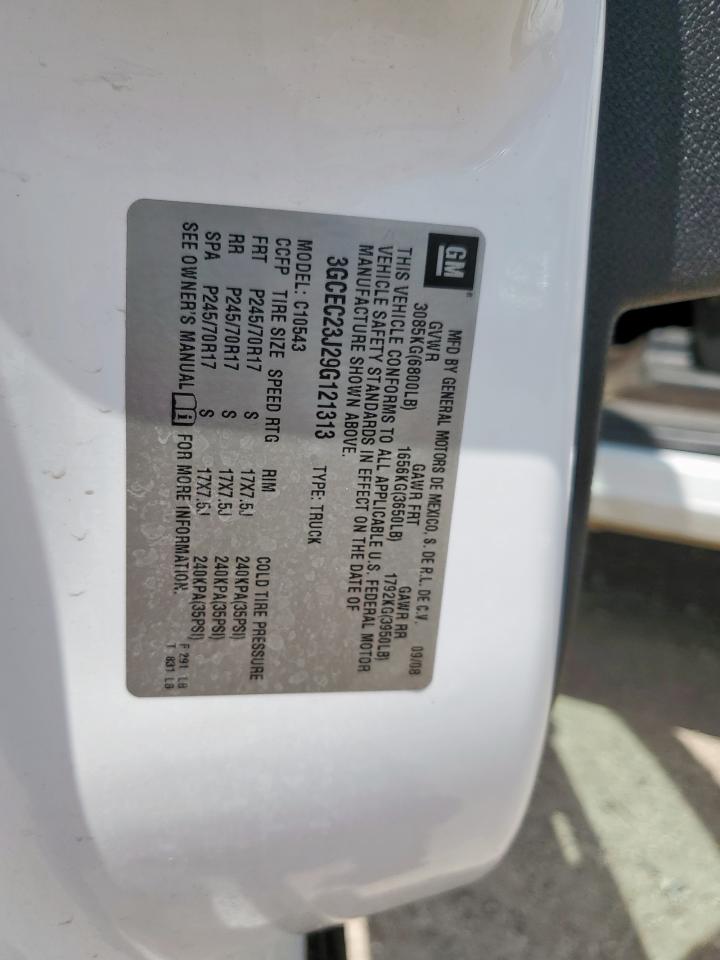 GM
MFD BY GENERAL MOTORS DE MEXICO, S. DE R.L. DE C.V.
GVWR GAWR FRT GAWR RR 09/08
3085KG(6800LB) 1656KG(3650LB) 1792KG(3950LB)
THIS VEHICLE CONFORMS TO ALL APPLICABLE U.S. FEDERAL MOTOR
VEHICLE SAFETY STANDARDS IN EFFECT ON THE DATE OF
MANUFACTURE SHOWN ABOVE.
3GCEC23J29G121313 TYPE: TRUCK
MODEL: C10543
CCFP TIRE SIZE SPEED RTG RIM COLD TIRE PRESSURE
FRT P245/70R17 S 17X7.5J 240KPA(35PSI)
RR P245/70R17 S 17X7.5J 240KPA(35PSI)
SPA P245/70R17 S 17X7.5J 240KPA(35PSI)
SEE OWNER'S MANUAL i FOR MORE INFORMATION.
F 291 LB
T 831 LB